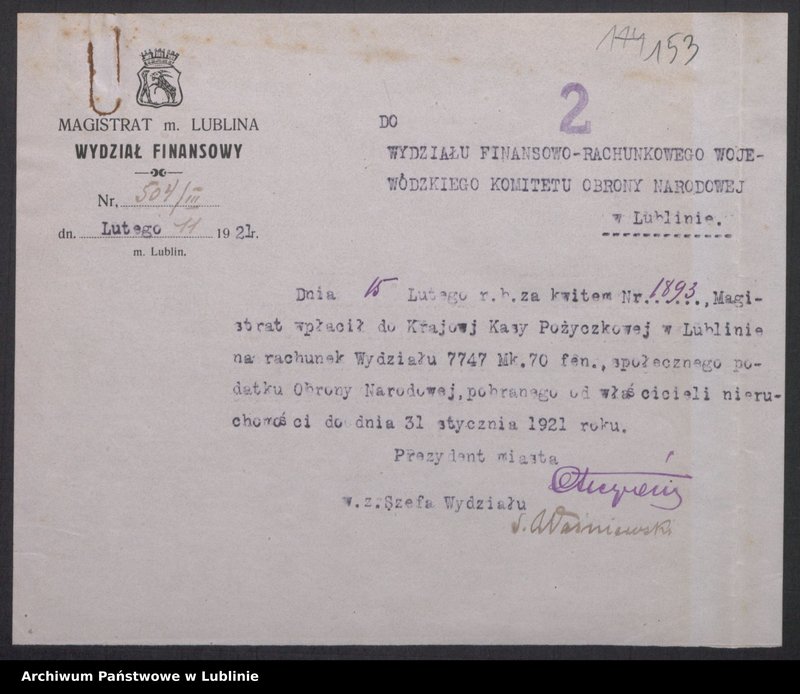 144 153
2
MAGISTRAT m. LUBLINA
WYDZIAŁ FINANSOWY
Nr. 504/III
dn. Lutego 11 1921r.
m. Lublin.
DO
WYDZIAŁU FINANSOWO-RACHUNKOWEGO WOJE-
WÓDZKIEGO KOMITETU OBRONY NARODOWEJ
w Lublinie.
Dnia 15 Lutego r.b.za kwitem Nr.1893.,Magi-
strat wpłacił do Krajowj Kasy Pożyczkowej w Lublinie
na rachunek Wydziału 7747 Mk.70 fen.,społecznego po-
datku Obrony Narodowej,pobranego od właścicieli nieru-
chomości do dnia 31 stycznia 1921 roku.
Prezydent miasta
w.z.Szefa Wydziału
S. Waśniewski
Archiwum Państwowe w Lublinie